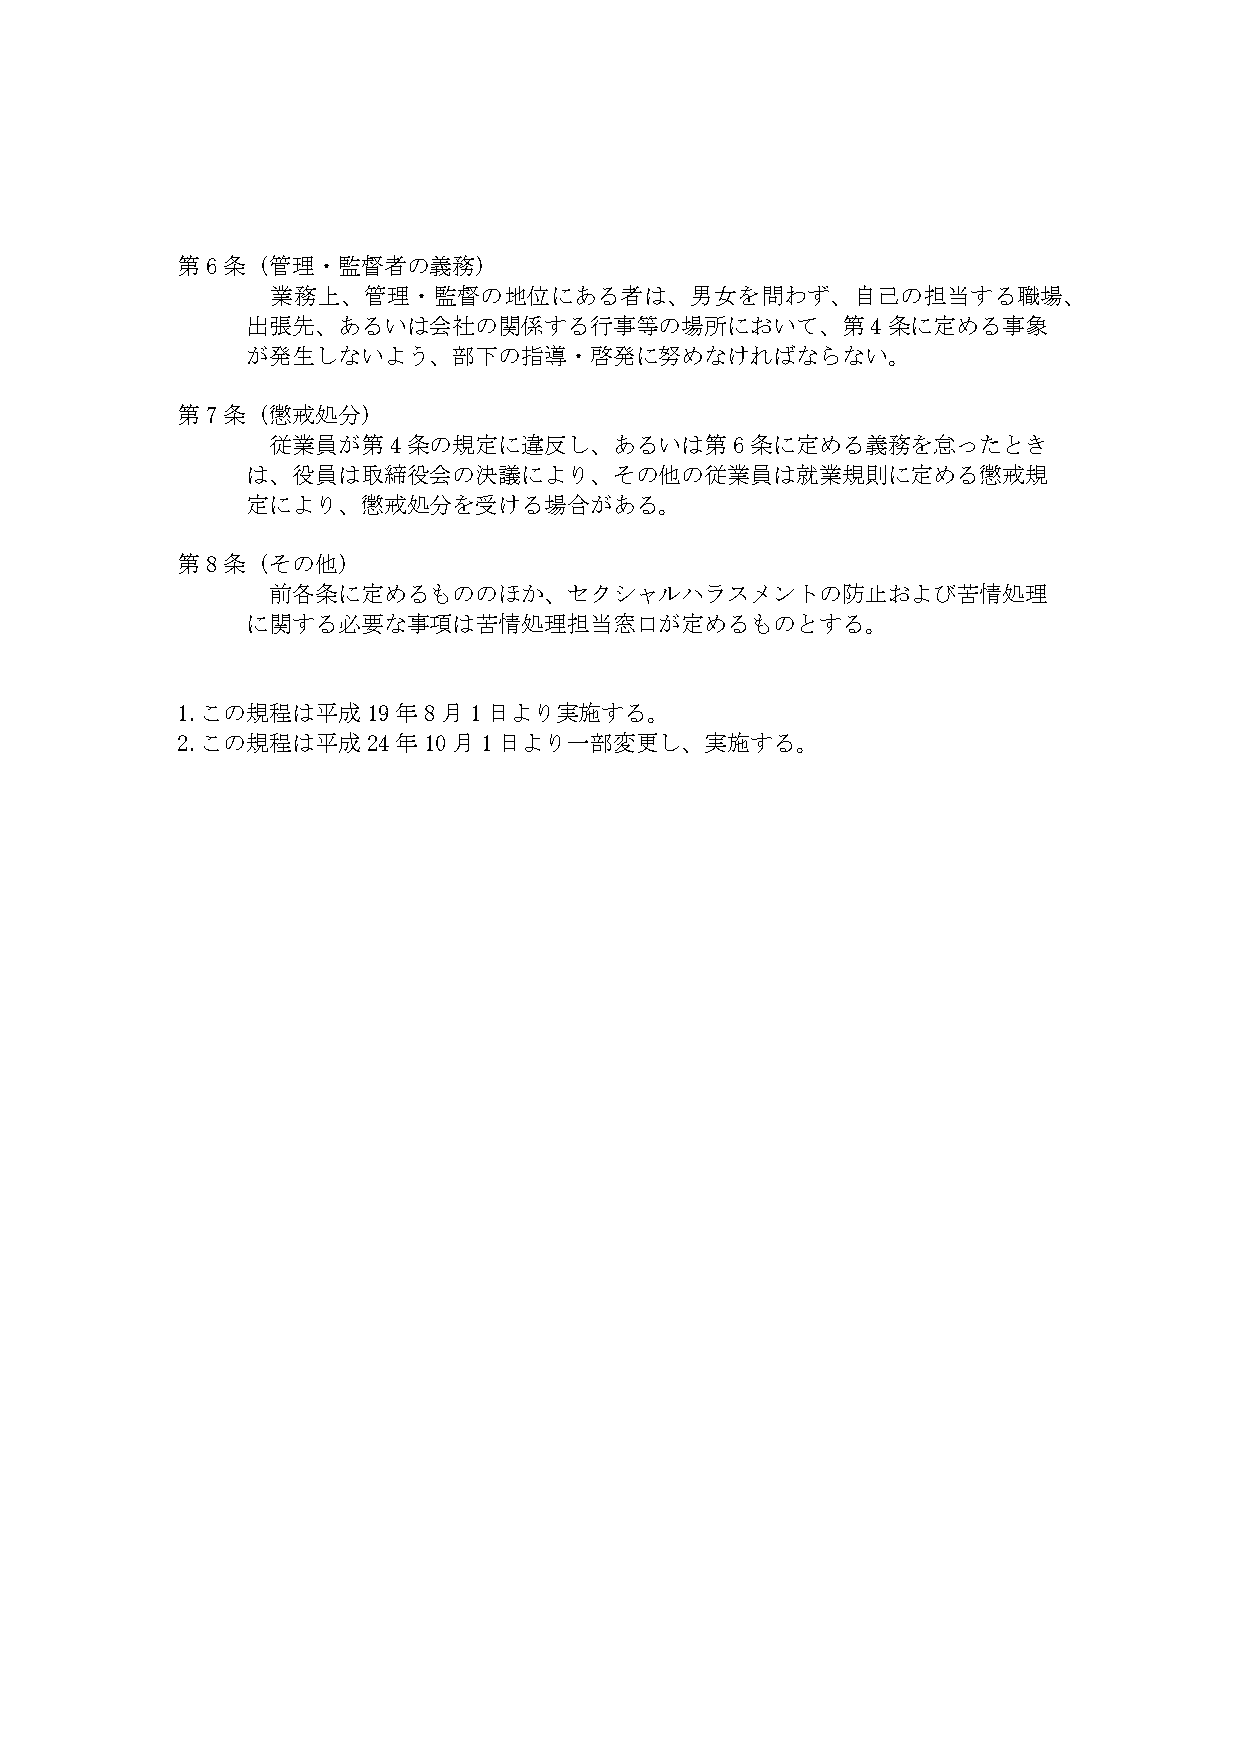 第 6 条（管理・監督者の義務）
業務上、管理・監督の地位にある者は、男女を問わず、自己の担当する職場、
出張先、あるいは会社の関係する行事等の場所において、第 4 条に定める事象
が発生しないよう、部下の指導・啓発に努めなければならない。
第 7 条（懲戒処分）
従業員が第 4 条の規定に違反し、あるいは第 6 条に定める義務を怠ったとき
は、役員は取締役会の決議により、その他の従業員は就業規則に定める懲戒規
定により、懲戒処分を受ける場合がある。
第 8 条（その他）
前各条に定めるもののほか、セクシャルハラスメントの防止および苦情処理
に関する必要な事項は苦情処理担当窓口が定めるものとする。
1. この規程は平成 19 年 8 月 1 日より実施する。
2. この規程は平成 24 年 10 月 1 日より一部変更し、実施する。